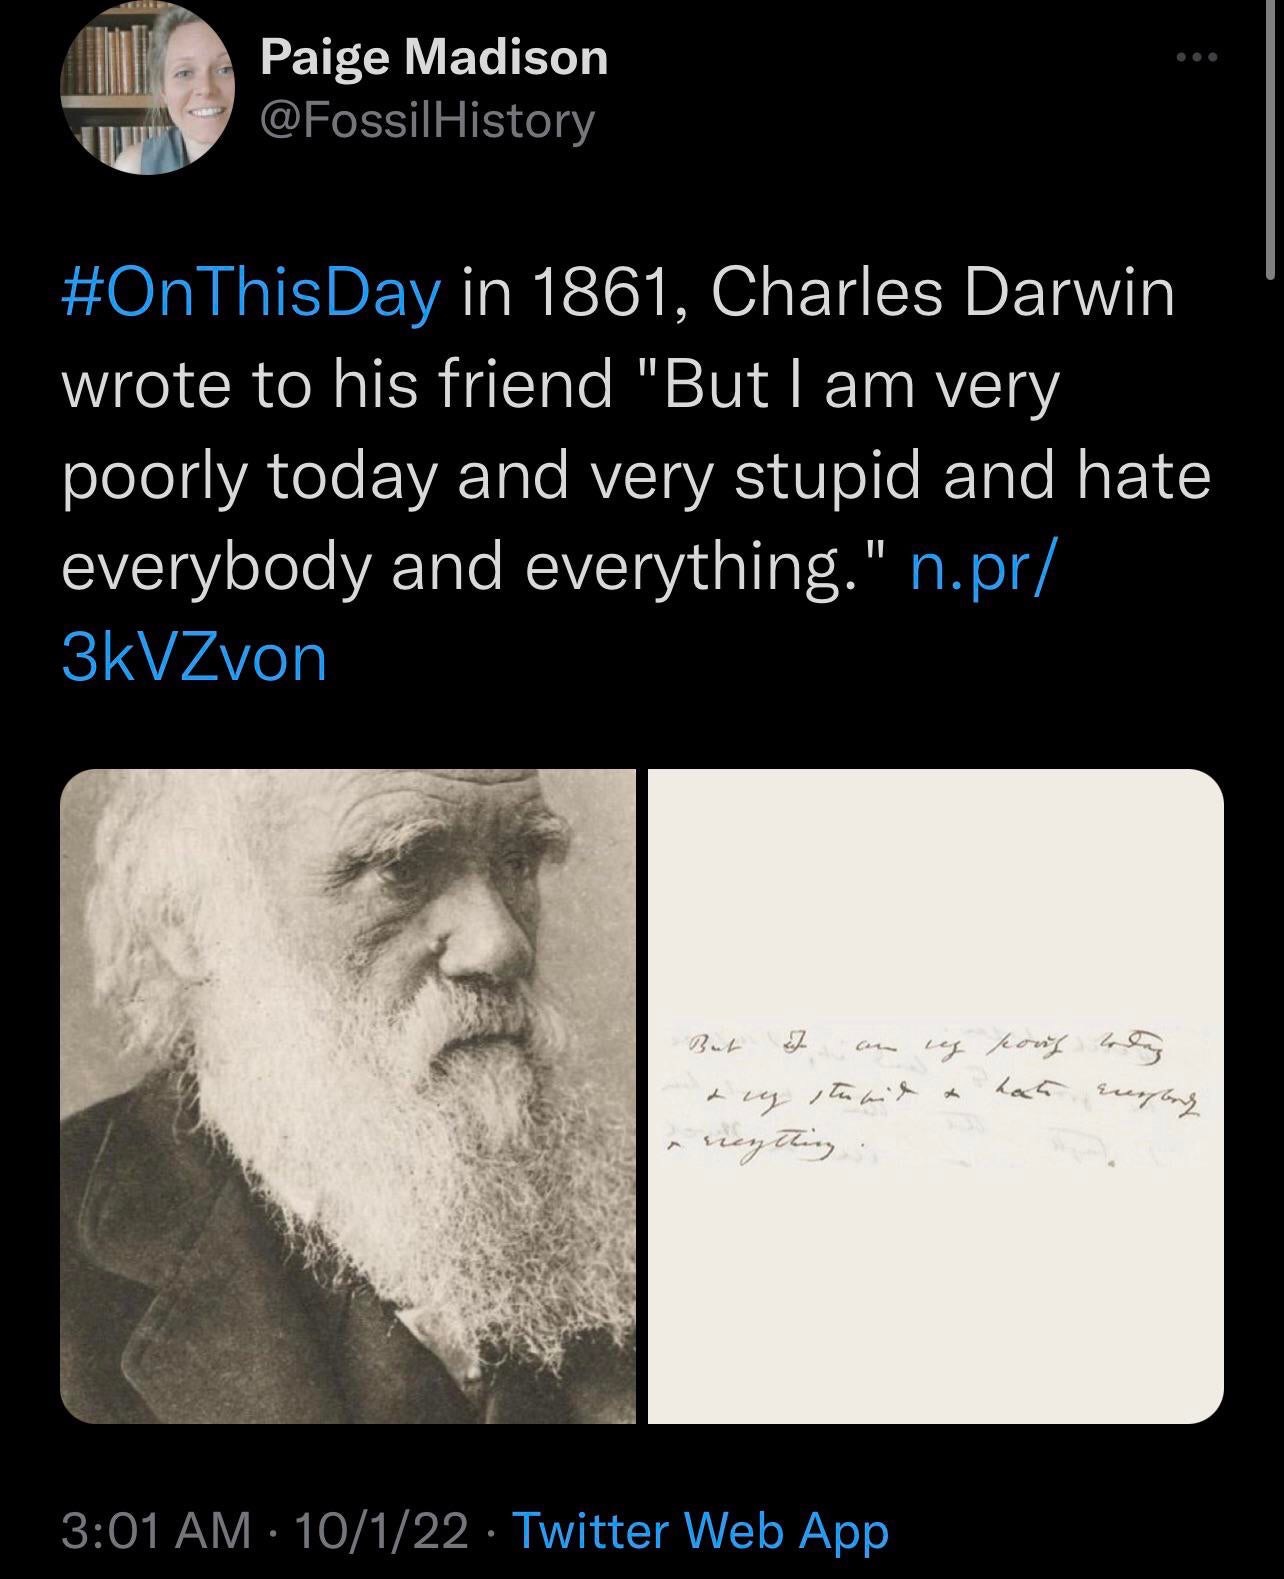 Paige Madison
@FossilHistory
#OnThisDay in 1861, Charles Darwin
wrote to his friend "But I am very
poorly today and very stupid and hate
everybody and everything." n.pr/
3kVZvon
But I am vy poorly today
+ vy stupid + hate everybody
+ everything.
3:01 AM · 10/1/22 · Twitter Web App